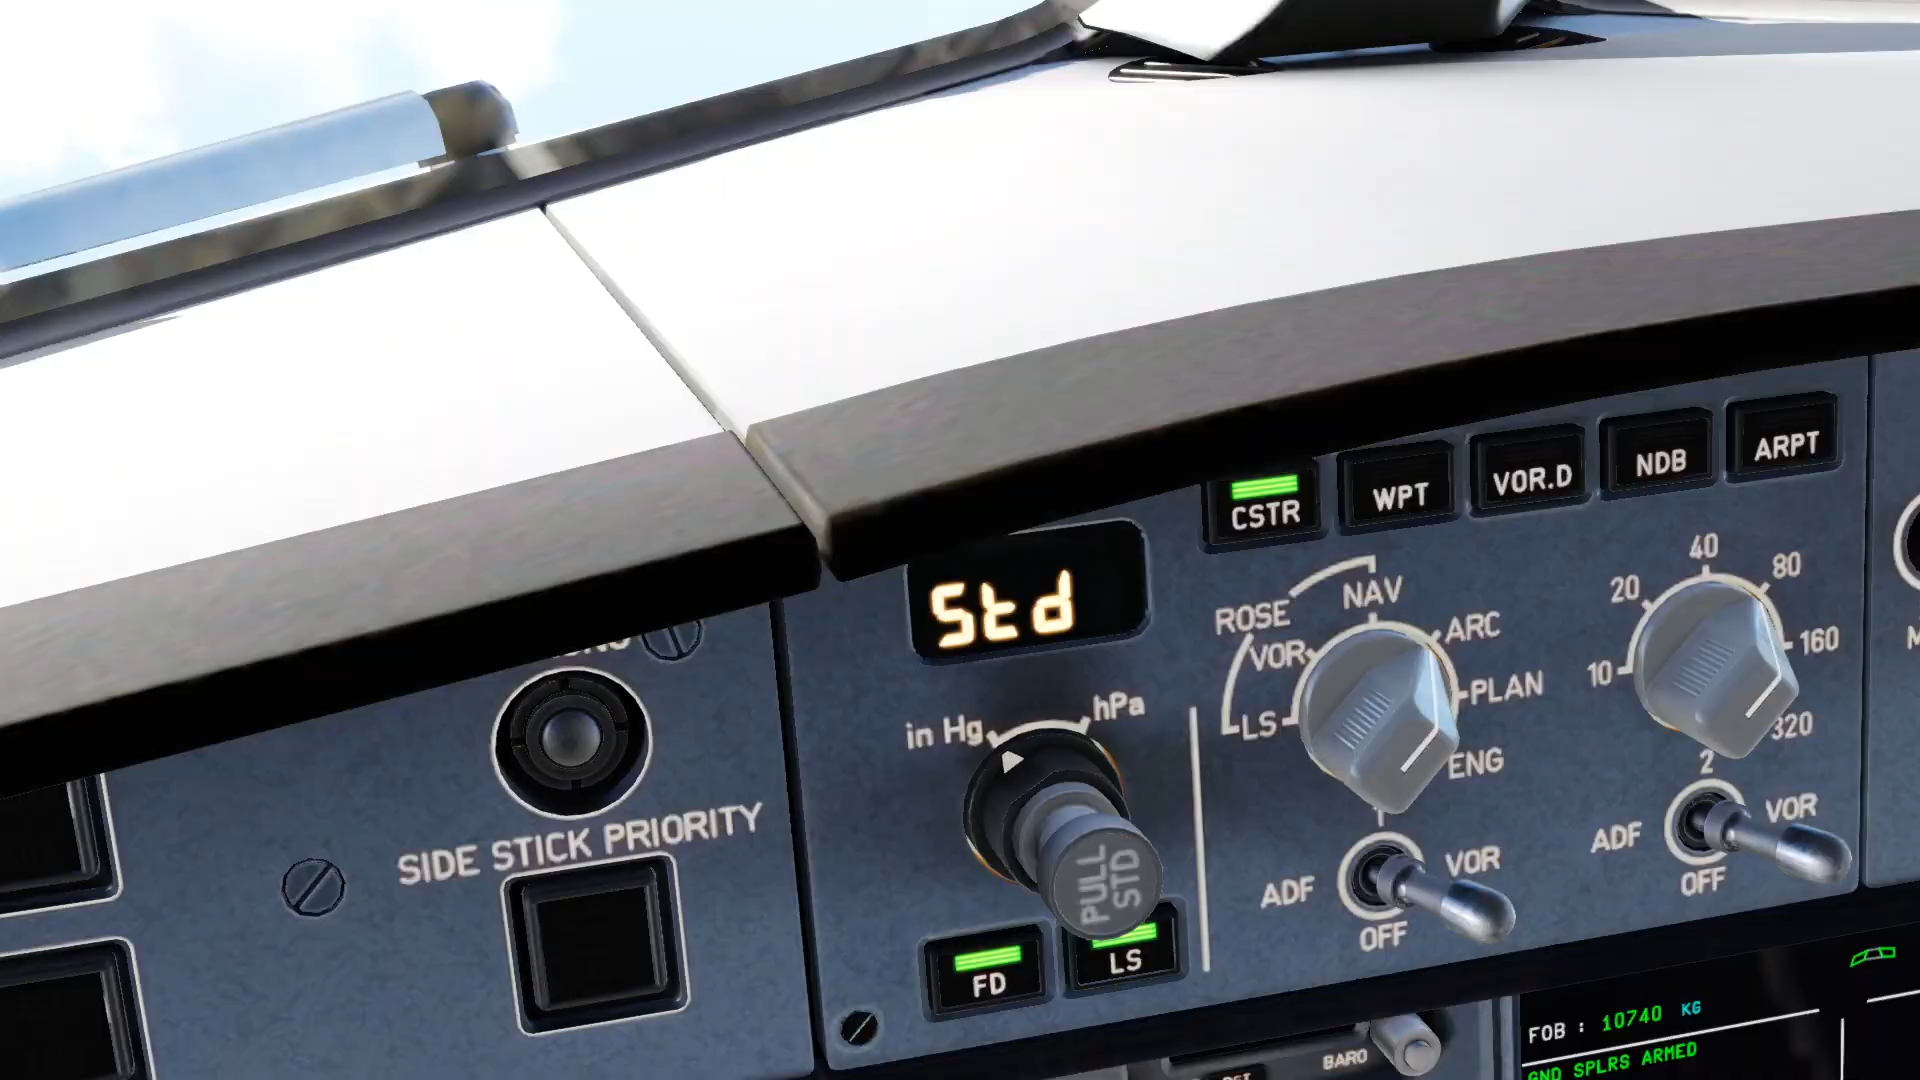 CSTR
WPT
VOR.D
NDB
ARPT
Std
in Hg
hPa
PULL
STD
FD
LS
SIDE STICK PRIORITY
ROSE
LS
VOR
NAV
ARC
PLAN
ENG
10
20
40
80
160
320
1
ADF
VOR
OFF
2
ADF
VOR
OFF
BARO
FOB : 10740 KG
GND SPLRS ARMED